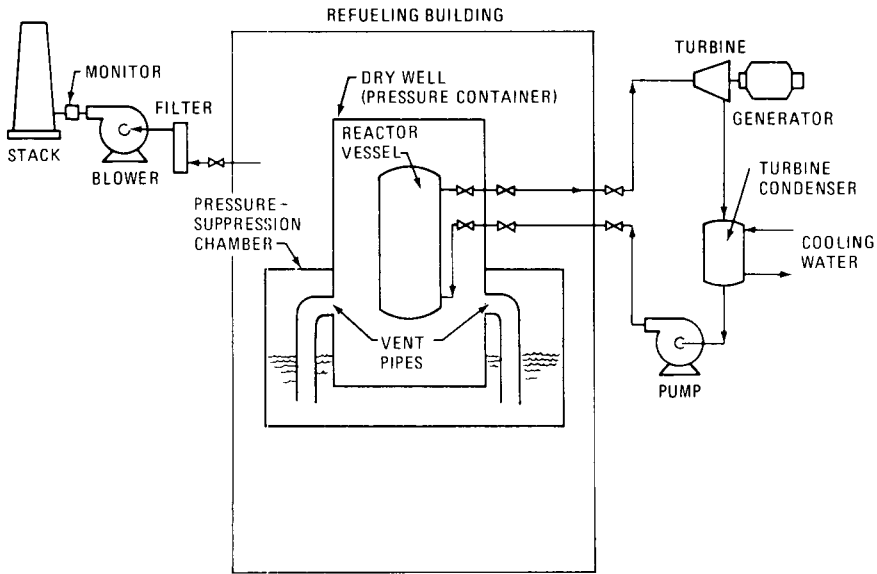 REFUELING BUILDING
TURBINE
MONITOR
DRY WELL
(PRESSURE CONTAINER)
FILTER
GENERATOR
REACTOR
VESSEL
STACK
BLOWER
TURBINE
CONDENSER
PRESSURE-
SUPPRESSION
CHAMBER
COOLING
WATER
VENT
PIPES
PUMP